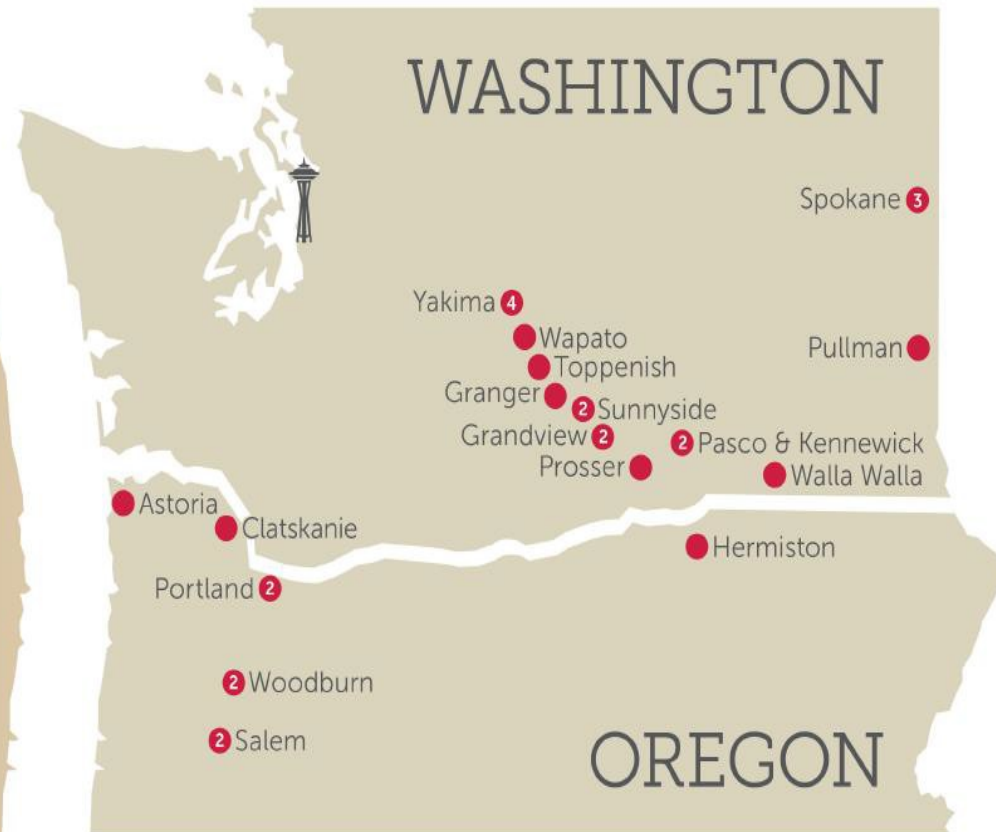 WASHINGTON
Spokane 3
Yakima 4
Wapato
Pullman
Toppenish
Granger
2 Sunnyside
Grandview 2
2 Pasco & Kennewick
Prosser
Walla Walla
Astoria
Clatskanie
Hermiston
Portland 2
2 Woodburn
2 Salem
OREGON